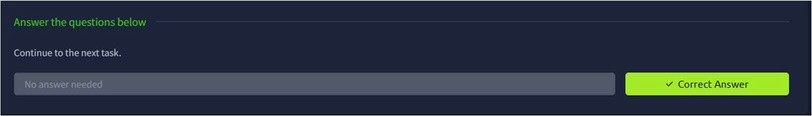 Answer the questions below
Continue to the next task.
No answer needed
✓ Correct Answer